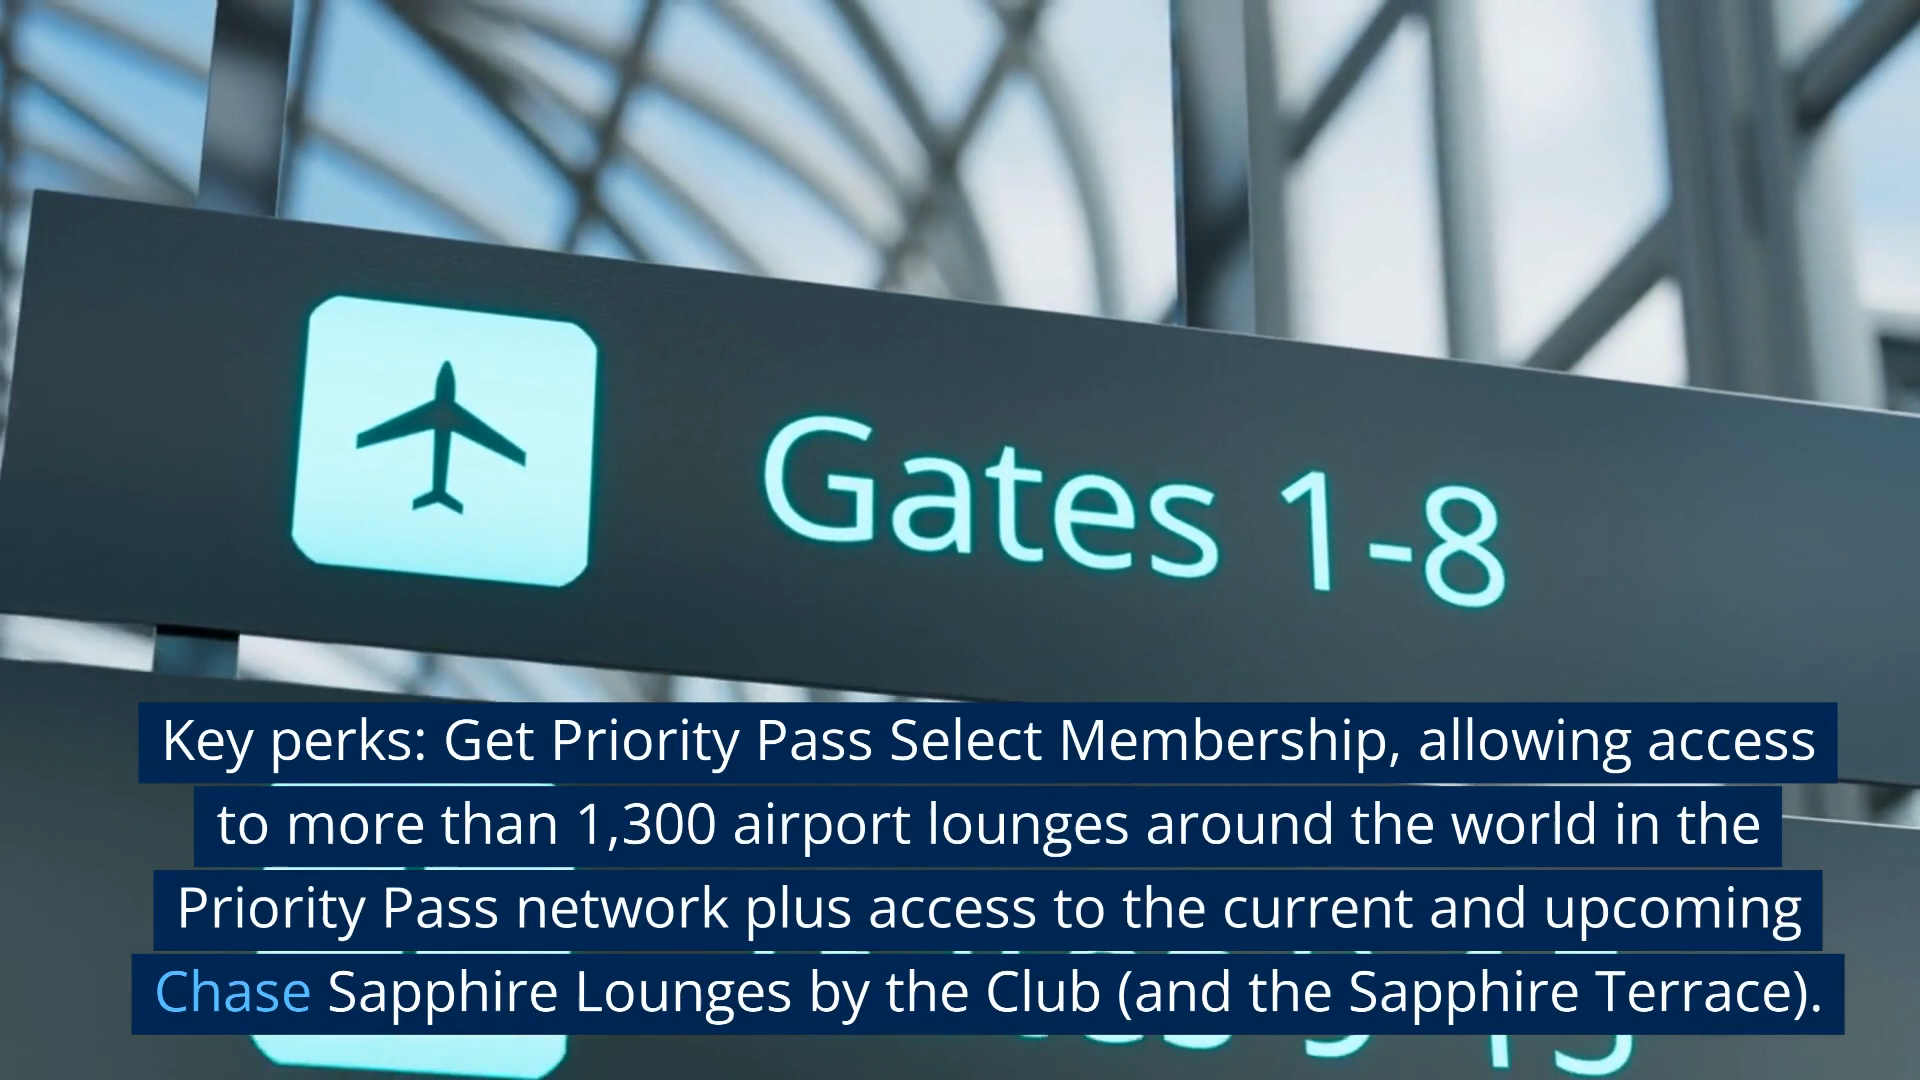 Gates 1-8
Key perks: Get Priority Pass Select Membership, allowing access
to more than 1,300 airport lounges around the world in the
Priority Pass network plus access to the current and upcoming
Chase Sapphire Lounges by the Club (and the Sapphire Terrace).